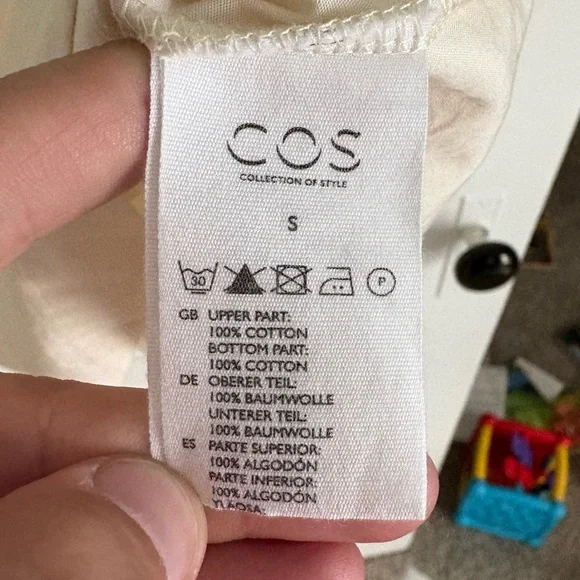 COS
COLLECTION OF STYLE
S
30 P
GB UPPER PART:
100% COTTON
BOTTOM PART:
100% COTTON
DE OBERER TEIL:
100% BAUMWOLLE
UNTERER TEIL:
100% BAUMWOLLE
ES PARTE SUPERIOR:
100% ALGODÓN
PARTE INFERIOR:
100% ALGODÓN